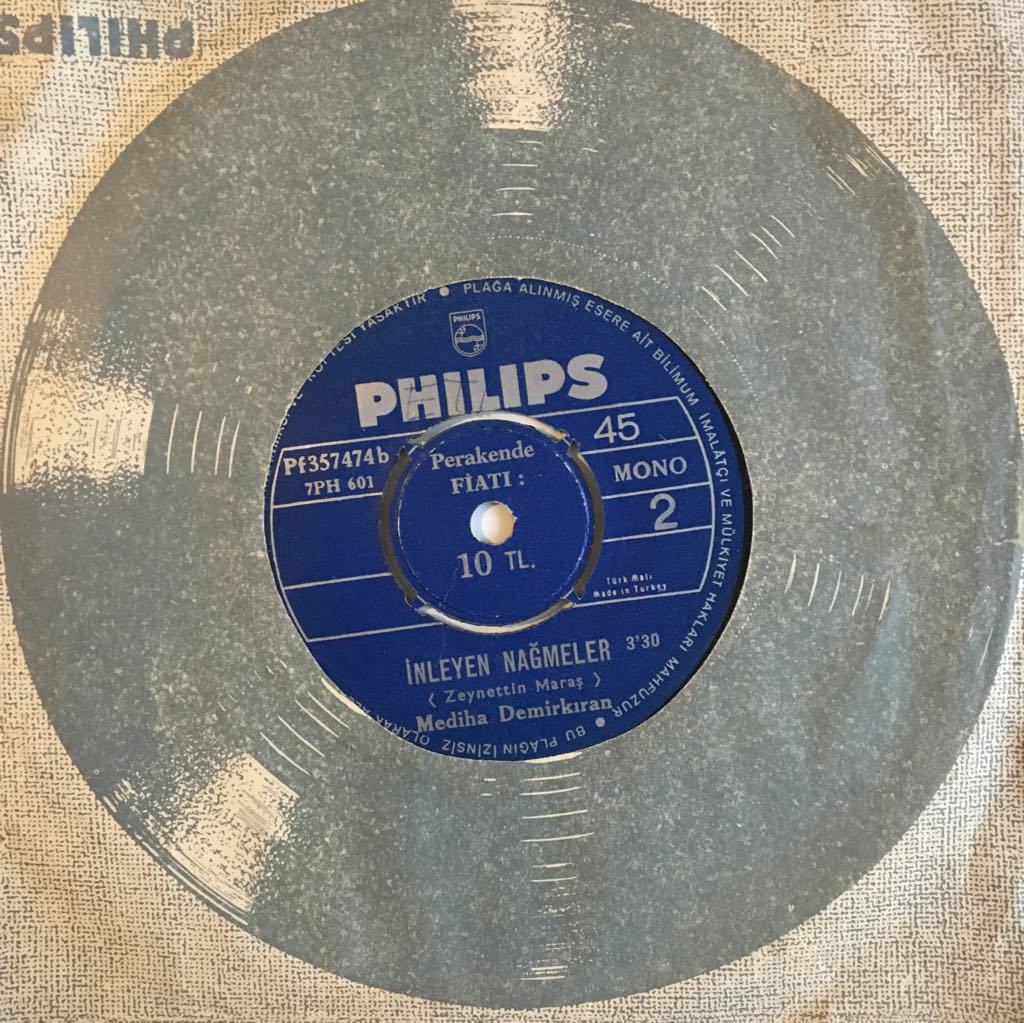 PHILIPS
PLAĞA ALINMIŞ ESERE AİT BİLİMUM İMALATÇI VE MÜLKİYET HAKLARI MAHFUZUR • BU PLAĞIN İZİNSİZ OLARAK
YASAKTIR •
PHILIPS
PHILIPS
Pf357474b
7PH 601
Perakende
FİATI :
10 TL.
45
MONO
2
Türk Malı
Made in Turkey
İNLEYEN NAĞMELER 3'30
( Zeynettin Maraş )
Mediha Demirkıran